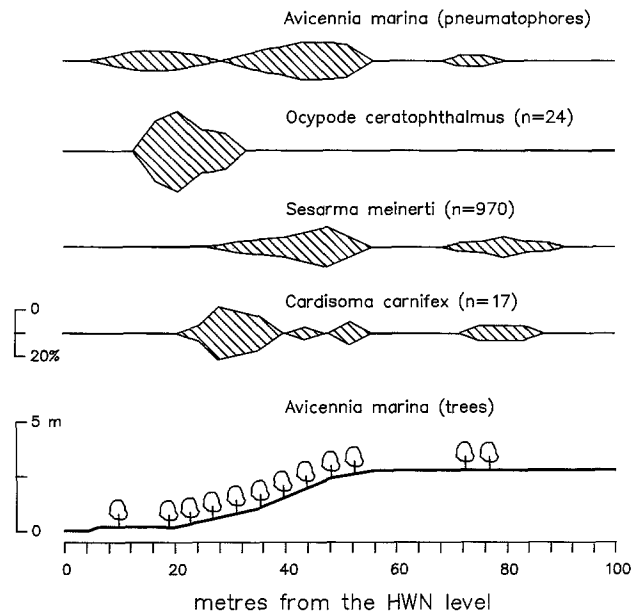 Avicennia marina (pneumatophores)
Ocypode ceratophthalmus (n=24)
Sesarma meinerti (n=970)
Cardisoma carnifex (n=17)
0
20%
Avicennia marina (trees)
5 m
0
0 20 40 60 80 100
metres from the HWN level